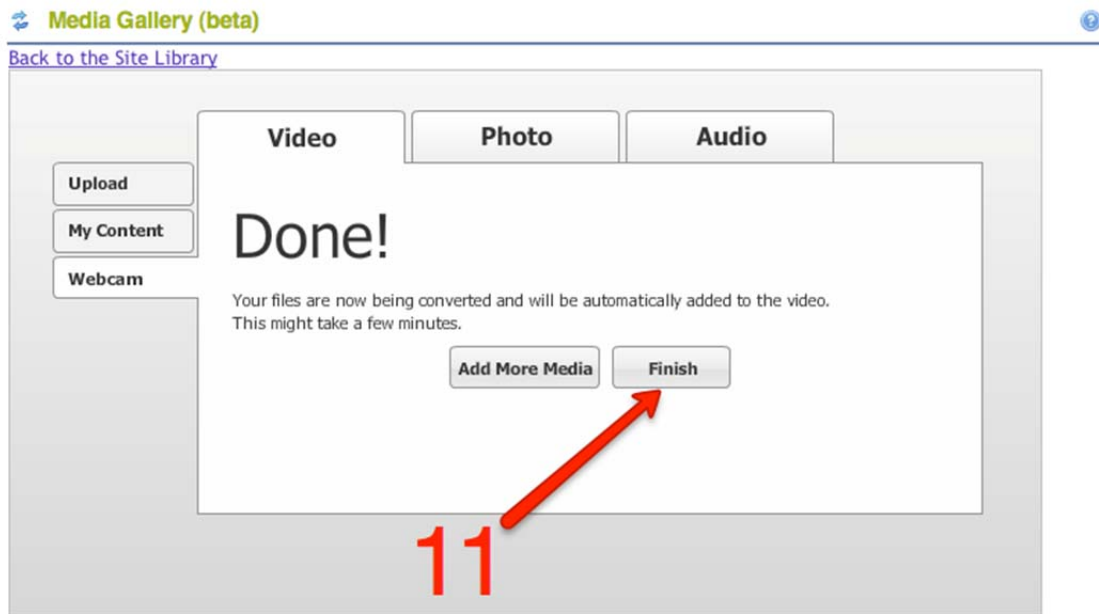 Media Gallery (beta)
?
Back to the Site Library
Video
Photo
Audio
Upload
My Content
Webcam
Done!
Your files are now being converted and will be automatically added to the video.
This might take a few minutes.
Add More Media
Finish
11